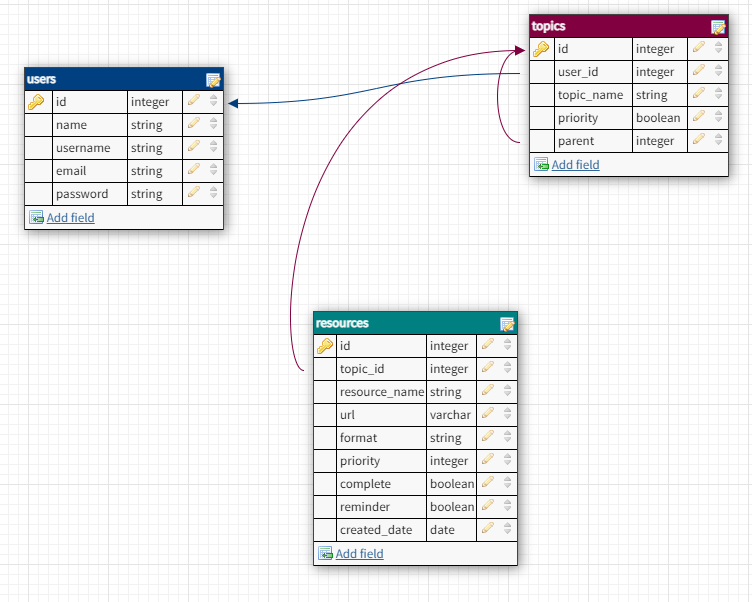 users
id integer
name string
username string
email string
password string
Add field
topics
id integer
user_id integer
topic_name string
priority boolean
parent integer
Add field
resources
id integer
topic_id integer
resource_name string
url varchar
format string
priority integer
complete boolean
reminder boolean
created_date date
Add field